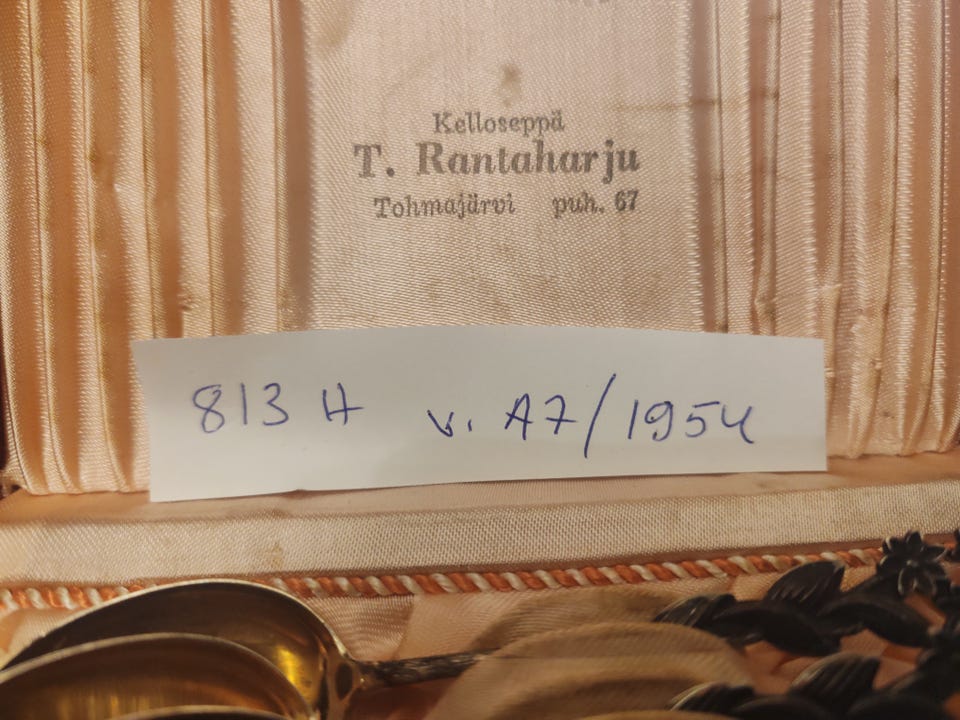 Kelloseppä
T. Rantaharju
Tohmajärvi puh. 67
813 H v. A7/1954